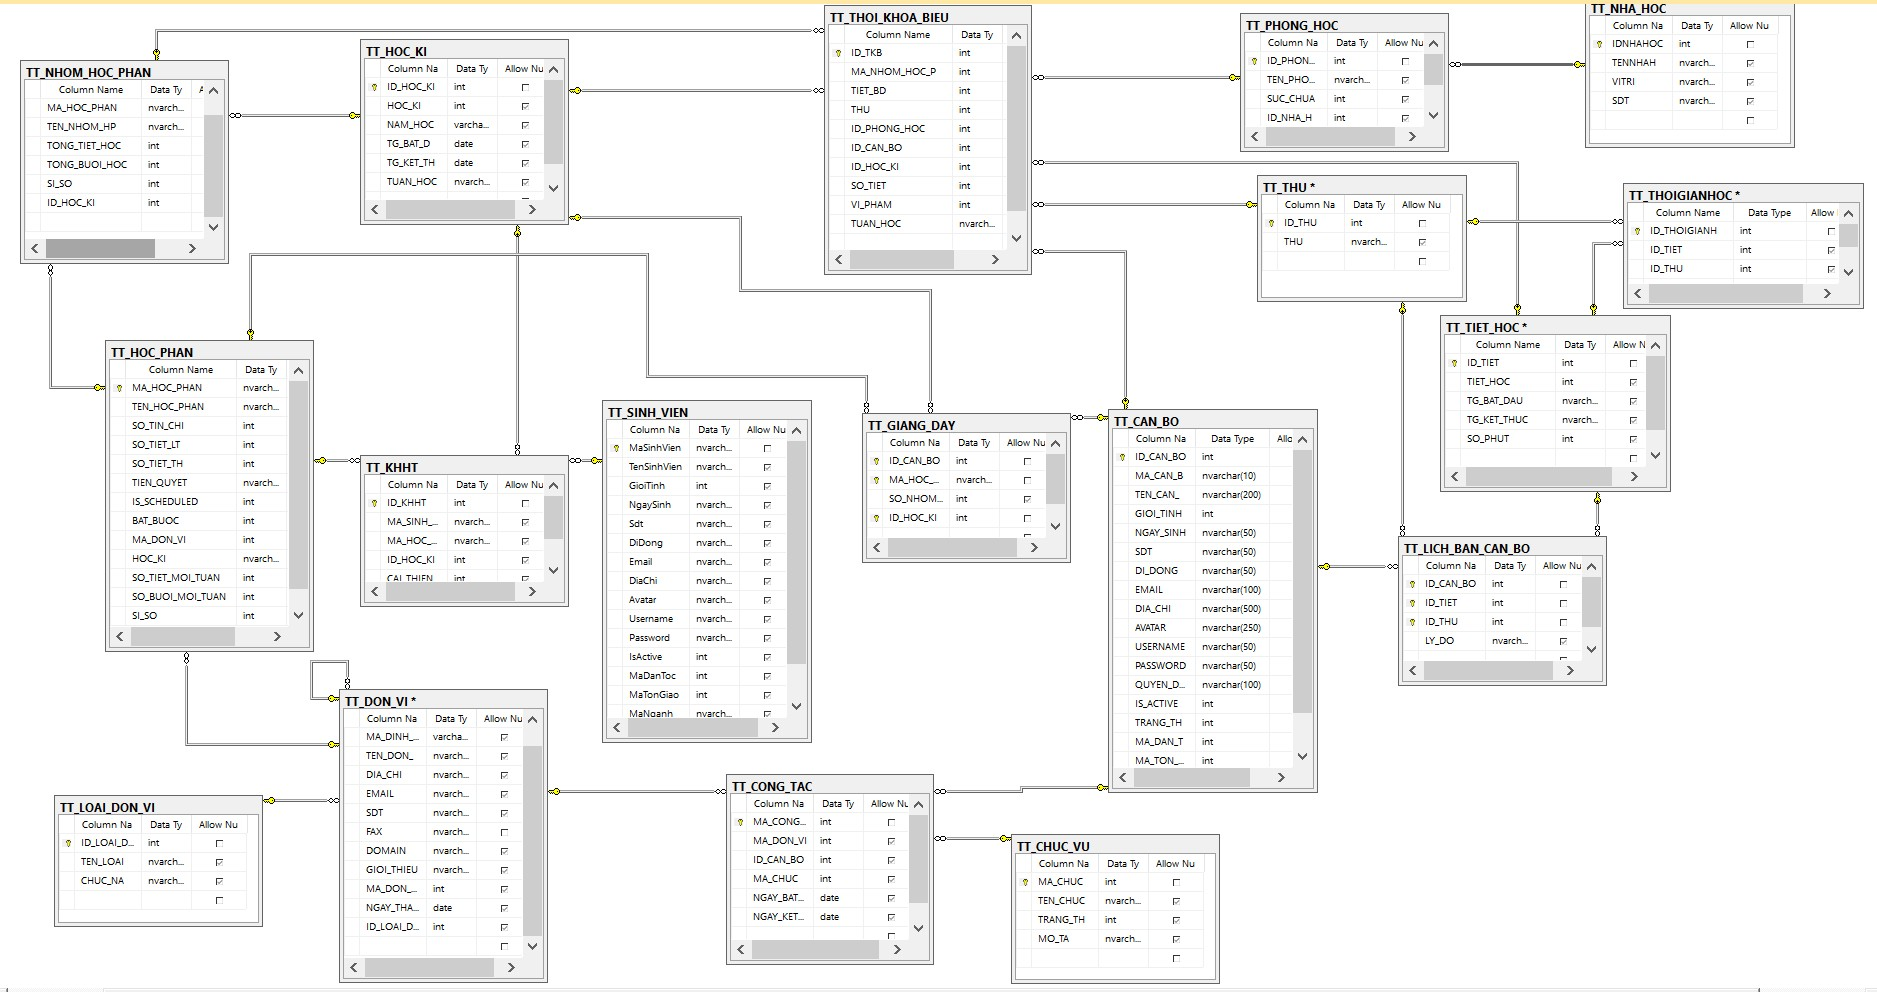 TT_NHOM_HOC_PHAN
Column Name Data Ty A
MA_HOC_PHAN nvarch...
TEN_NHOM_HP nvarch...
TONG_TIET_HOC int
TONG_BUOI_HOC int
SI_SO int
ID_HOC_KI int
TT_HOC_KI
Column Na Data Ty Allow Nu
ID_HOC_KI int
HOC_KI int
NAM_HOC varcha...
TG_BAT_D date
TG_KET_TH date
TUAN_HOC nvarch...
TT_THOI_KHOA_BIEU
Column Name Data Ty
ID_TKB int
MA_NHOM_HOC_P int
TIET_BD int
THU int
ID_PHONG_HOC int
ID_CAN_BO int
ID_HOC_KI int
SO_TIET int
VI_PHAM int
TUAN_HOC nvarch...
TT_PHONG_HOC
Column Na Data Ty Allow Nu
ID_PHON... int
TEN_PHO... nvarch...
SUC_CHUA int
ID_NHA_H int
TT_NHA_HOC
Column Na Data Ty Allow Nu
IDNHAHOC int
TENNHAH nvarch...
VITRI nvarch...
SDT nvarch...
TT_THU *
Column Na Data Ty Allow Nu
ID_THU int
THU nvarch...
TT_THOIGIANHOC *
Column Name Data Type Allow
ID_THOIGIANH int
ID_TIET int
ID_THU int
TT_TIET_HOC *
Column Name Data Ty Allow N
ID_TIET int
TIET_HOC int
TG_BAT_DAU nvarch...
TG_KET_THUC nvarch...
SO_PHUT int
TT_HOC_PHAN
Column Name Data Ty
MA_HOC_PHAN nvarch...
TEN_HOC_PHAN nvarch...
SO_TIN_CHI int
SO_TIET_LT int
SO_TIET_TH int
TIEN_QUYET nvarch...
IS_SCHEDULED int
BAT_BUOC int
MA_DON_VI int
HOC_KI nvarch...
SO_TIET_MOI_TUAN int
SO_BUOI_MOI_TUAN int
SI_SO int
TT_KHHT
Column Na Data Ty Allow Nu
ID_KHHT int
MA_SINH_... nvarch...
MA_HOC_... nvarch...
ID_HOC_KI int
CAI_THIEN int
TT_SINH_VIEN
Column Na Data Ty Allow Nu
MaSinhVien nvarch...
TenSinhVien nvarch...
GioiTinh int
NgaySinh nvarch...
Sdt nvarch...
DiDong nvarch...
Email nvarch...
DiaChi nvarch...
Avatar nvarch...
Username nvarch...
Password nvarch...
IsActive int
MaDanToc int
MaTonGiao int
MaNganh nvarch...
TT_GIANG_DAY
Column Na Data Ty Allow Nu
ID_CAN_BO int
MA_HOC_... nvarch...
SO_NHOM... int
ID_HOC_KI int
TT_CAN_BO
Column Na Data Type Allc
ID_CAN_BO int
MA_CAN_B nvarchar(10)
TEN_CAN_ nvarchar(200)
GIOI_TINH int
NGAY_SINH nvarchar(50)
SDT nvarchar(50)
DI_DONG nvarchar(50)
EMAIL nvarchar(100)
DIA_CHI nvarchar(500)
AVATAR nvarchar(250)
USERNAME nvarchar(50)
PASSWORD nvarchar(50)
QUYEN_D... nvarchar(100)
IS_ACTIVE int
TRANG_TH int
MA_DAN_T int
MA_TON_... int
TT_LICH_BAN_CAN_BO
Column Na Data Ty Allow Nu
ID_CAN_BO int
ID_TIET int
ID_THU int
LY_DO nvarch...
TT_DON_VI *
Column Na Data Ty Allow Nu
MA_DINH_... varcha...
TEN_DON_ nvarch...
DIA_CHI nvarch...
EMAIL nvarch...
SDT nvarch...
FAX nvarch...
DOMAIN nvarch...
GIOI_THIEU nvarch...
MA_DON_... int
NGAY_THA... date
ID_LOAI_D... int
TT_LOAI_DON_VI
Column Na Data Ty Allow Nu
ID_LOAI_D... int
TEN_LOAI nvarch...
CHUC_NA nvarch...
TT_CONG_TAC
Column Na Data Ty Allow Nu
MA_CONG... int
MA_DON_VI int
ID_CAN_BO int
MA_CHUC int
NGAY_BAT... date
NGAY_KET... date
TT_CHUC_VU
Column Na Data Ty Allow Nu
MA_CHUC int
TEN_CHUC nvarch...
TRANG_TH int
MO_TA nvarch...